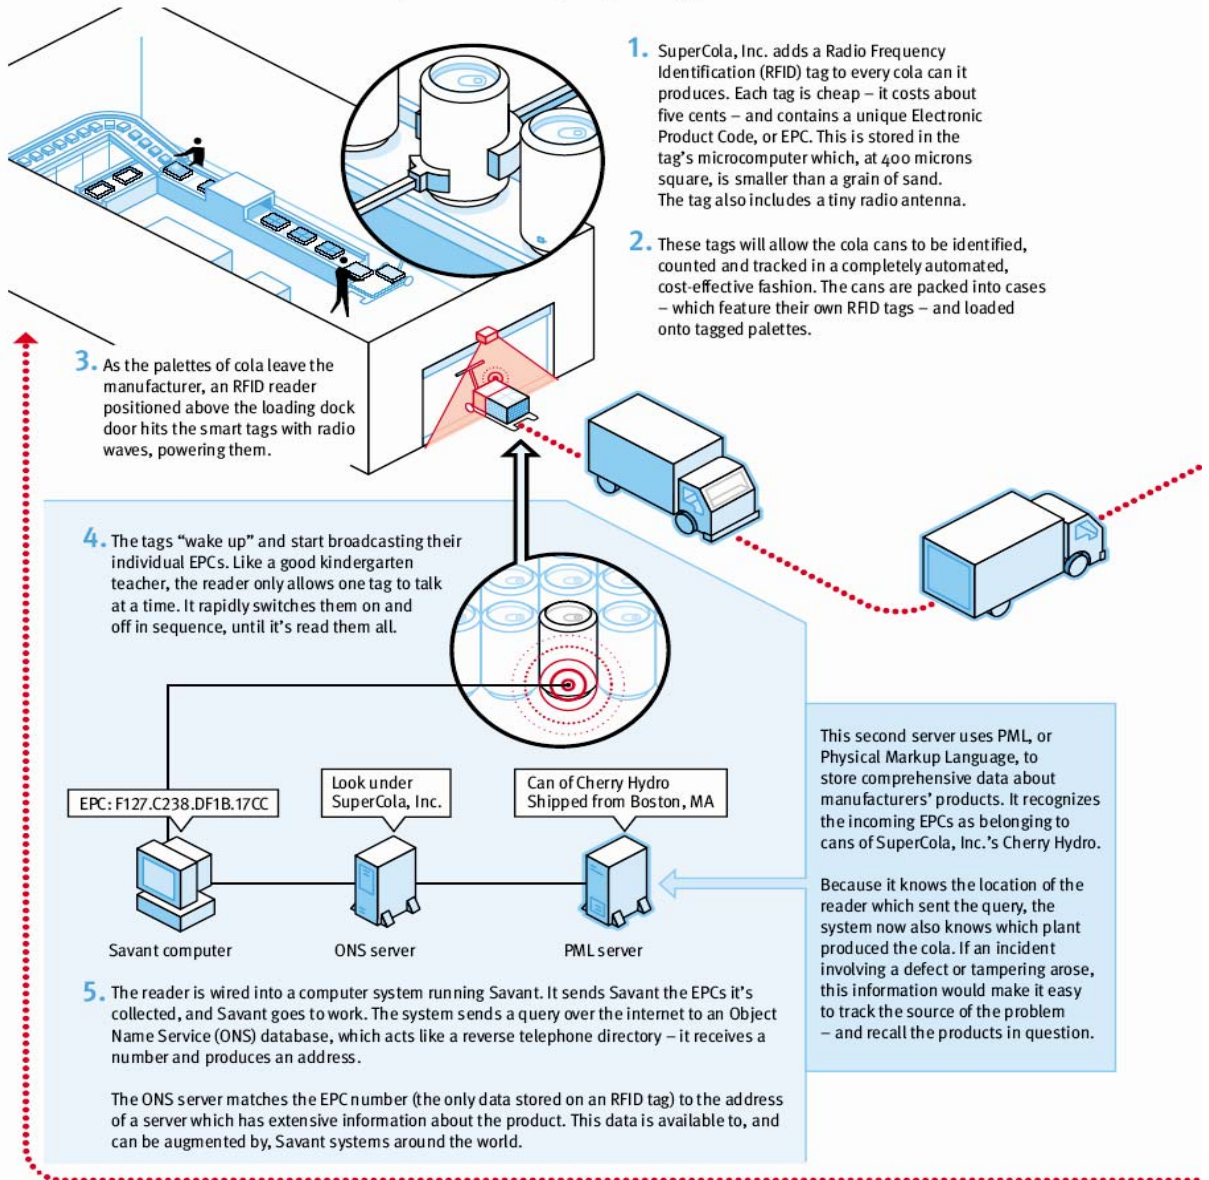 1. SuperCola, Inc. adds a Radio Frequency
Identification (RFID) tag to every cola can it
produces. Each tag is cheap – it costs about
five cents – and contains a unique Electronic
Product Code, or EPC. This is stored in the
tag's microcomputer which, at 400 microns
square, is smaller than a grain of sand.
The tag also includes a tiny radio antenna.
2. These tags will allow the cola cans to be identified,
counted and tracked in a completely automated,
cost-effective fashion. The cans are packed into cases
– which feature their own RFID tags – and loaded
onto tagged palettes.
3. As the palettes of cola leave the
manufacturer, an RFID reader
positioned above the loading dock
door hits the smart tags with radio
waves, powering them.
4. The tags “wake up” and start broadcasting their
individual EPCs. Like a good kindergarten
teacher, the reader only allows one tag to talk
at a time. It rapidly switches them on and
off in sequence, until it's read them all.
EPC: F127.C238.DF1B.17CC
Look under
SuperCola, Inc.
Can of Cherry Hydro
Shipped from Boston, MA
Savant computer
ONS server
PML server
This second server uses PML, or
Physical Markup Language, to
store comprehensive data about
manufacturers' products. It recognizes
the incoming EPCs as belonging to
cans of SuperCola, Inc.'s Cherry Hydro.
Because it knows the location of the
reader which sent the query, the
system now also knows which plant
produced the cola. If an incident
involving a defect or tampering arose,
this information would make it easy
to track the source of the problem
– and recall the products in question.
5. The reader is wired into a computer system running Savant. It sends Savant the EPCs it's
collected, and Savant goes to work. The system sends a query over the internet to an Object
Name Service (ONS) database, which acts like a reverse telephone directory – it receives a
number and produces an address.
The ONS server matches the EPC number (the only data stored on an RFID tag) to the address
of a server which has extensive information about the product. This data is available to, and
can be augmented by, Savant systems around the world.